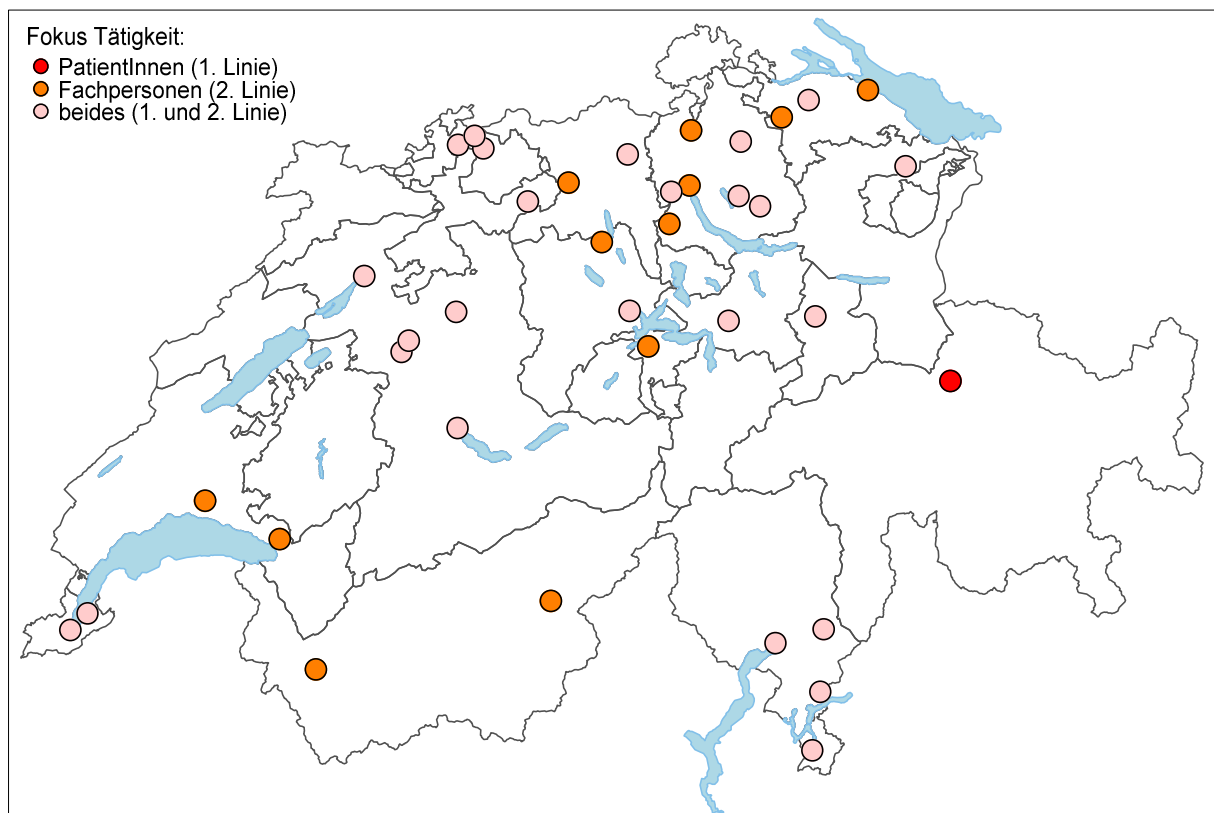 Fokus Tätigkeit:
PatientInnen (1. Linie)
Fachpersonen (2. Linie)
beides (1. und 2. Linie)